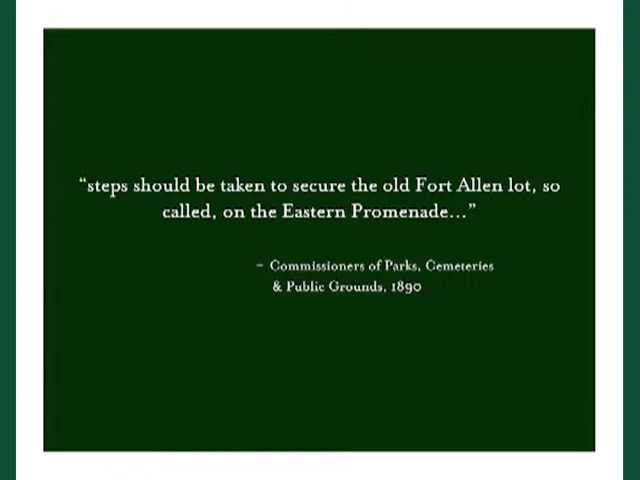 “steps should be taken to secure the old Fort Allen lot, so
called, on the Eastern Promenade...”
– Commissioners of Parks, Cemeteries
& Public Grounds, 1890